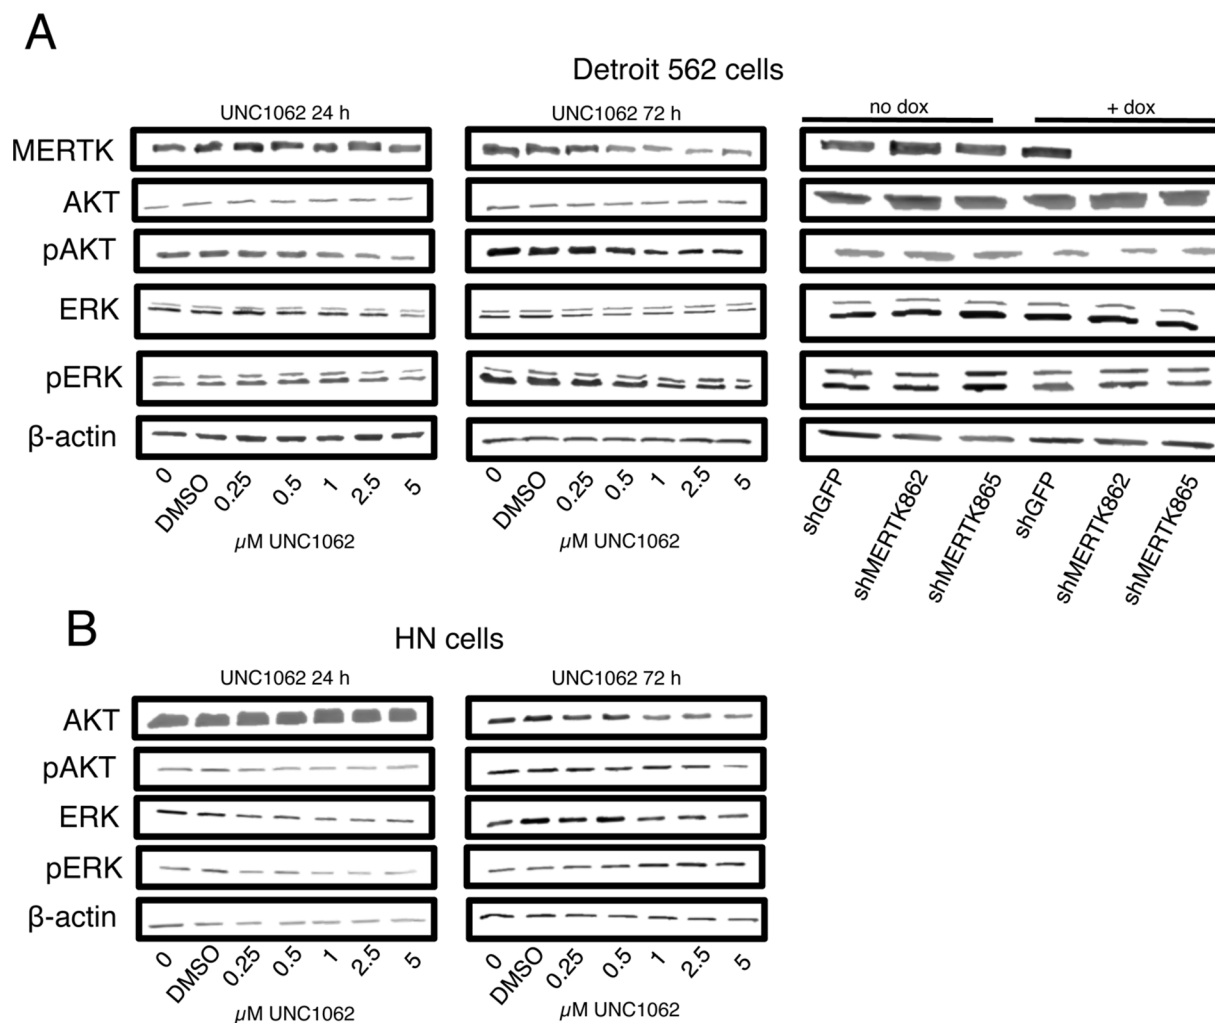 A
Detroit 562 cells
UNC1062 24 h
UNC1062 72 h
no dox
+ dox
MERTK
AKT
pAKT
ERK
pERK
β-actin
0 DMSO 0.25 0.5 1 2.5 5
µM UNC1062
0 DMSO 0.25 0.5 1 2.5 5
µM UNC1062
shGFP shMERTK862 shMERTK865 shGFP shMERTK862 shMERTK865
B
HN cells
UNC1062 24 h
UNC1062 72 h
AKT
pAKT
ERK
pERK
β-actin
0 DMSO 0.25 0.5 1 2.5 5
µM UNC1062
0 DMSO 0.25 0.5 1 2.5 5
µM UNC1062